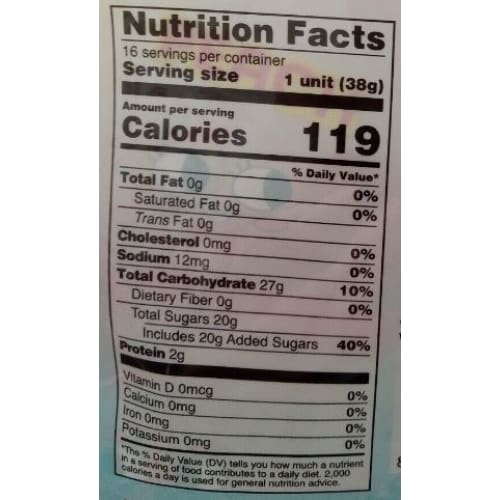 Nutrition Facts
16 servings per container
Serving size 1 unit (38g)
Amount per serving
Calories 119
% Daily Value*
Total Fat 0g 0%
Saturated Fat 0g 0%
Trans Fat 0g
Cholesterol 0mg 0%
Sodium 12mg 0%
Total Carbohydrate 27g 10%
Dietary Fiber 0g 0%
Total Sugars 20g
Includes 20g Added Sugars 40%
Protein 2g
Vitamin D 0mcg 0%
Calcium 0mg 0%
Iron 0mg 0%
Potassium 0mg 0%
*The % Daily Value (DV) tells you how much a nutrient
in a serving of food contributes to a daily diet. 2,000
calories a day is used for general nutrition advice.